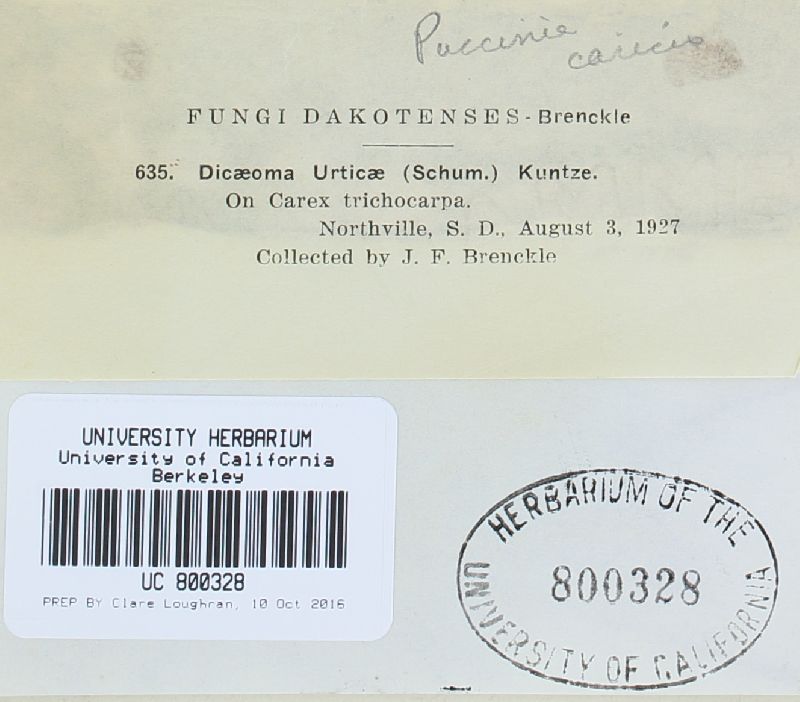 Puccinia
caricis
FUNGI DAKOTENSES - Brenckle
635. Dicæoma Urticæ (Schum.) Kuntze.
On Carex trichocarpa.
Northville, S. D., August 3, 1927
Collected by J. F. Brenckle
UNIVERSITY HERBARIUM
University of California
Berkeley
UC 800328
PREP BY Clare Loughran, 10 Oct 2016
HERBARIUM OF THE
800328
UNIVERSITY OF CALIFORNIA